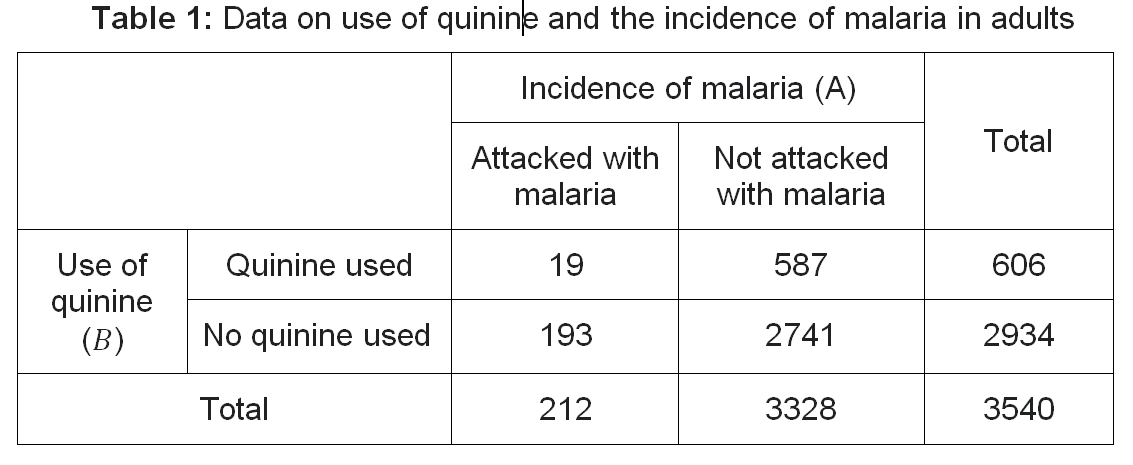 Table 1: Data on use of quinine and the incidence of malaria in adults
Incidence of malaria (A)
Total
Attacked with
malaria
Not attacked
with malaria
Use of
quinine
(B)
Quinine used
19
587
606
No quinine used
193
2741
2934
Total
212
3328
3540